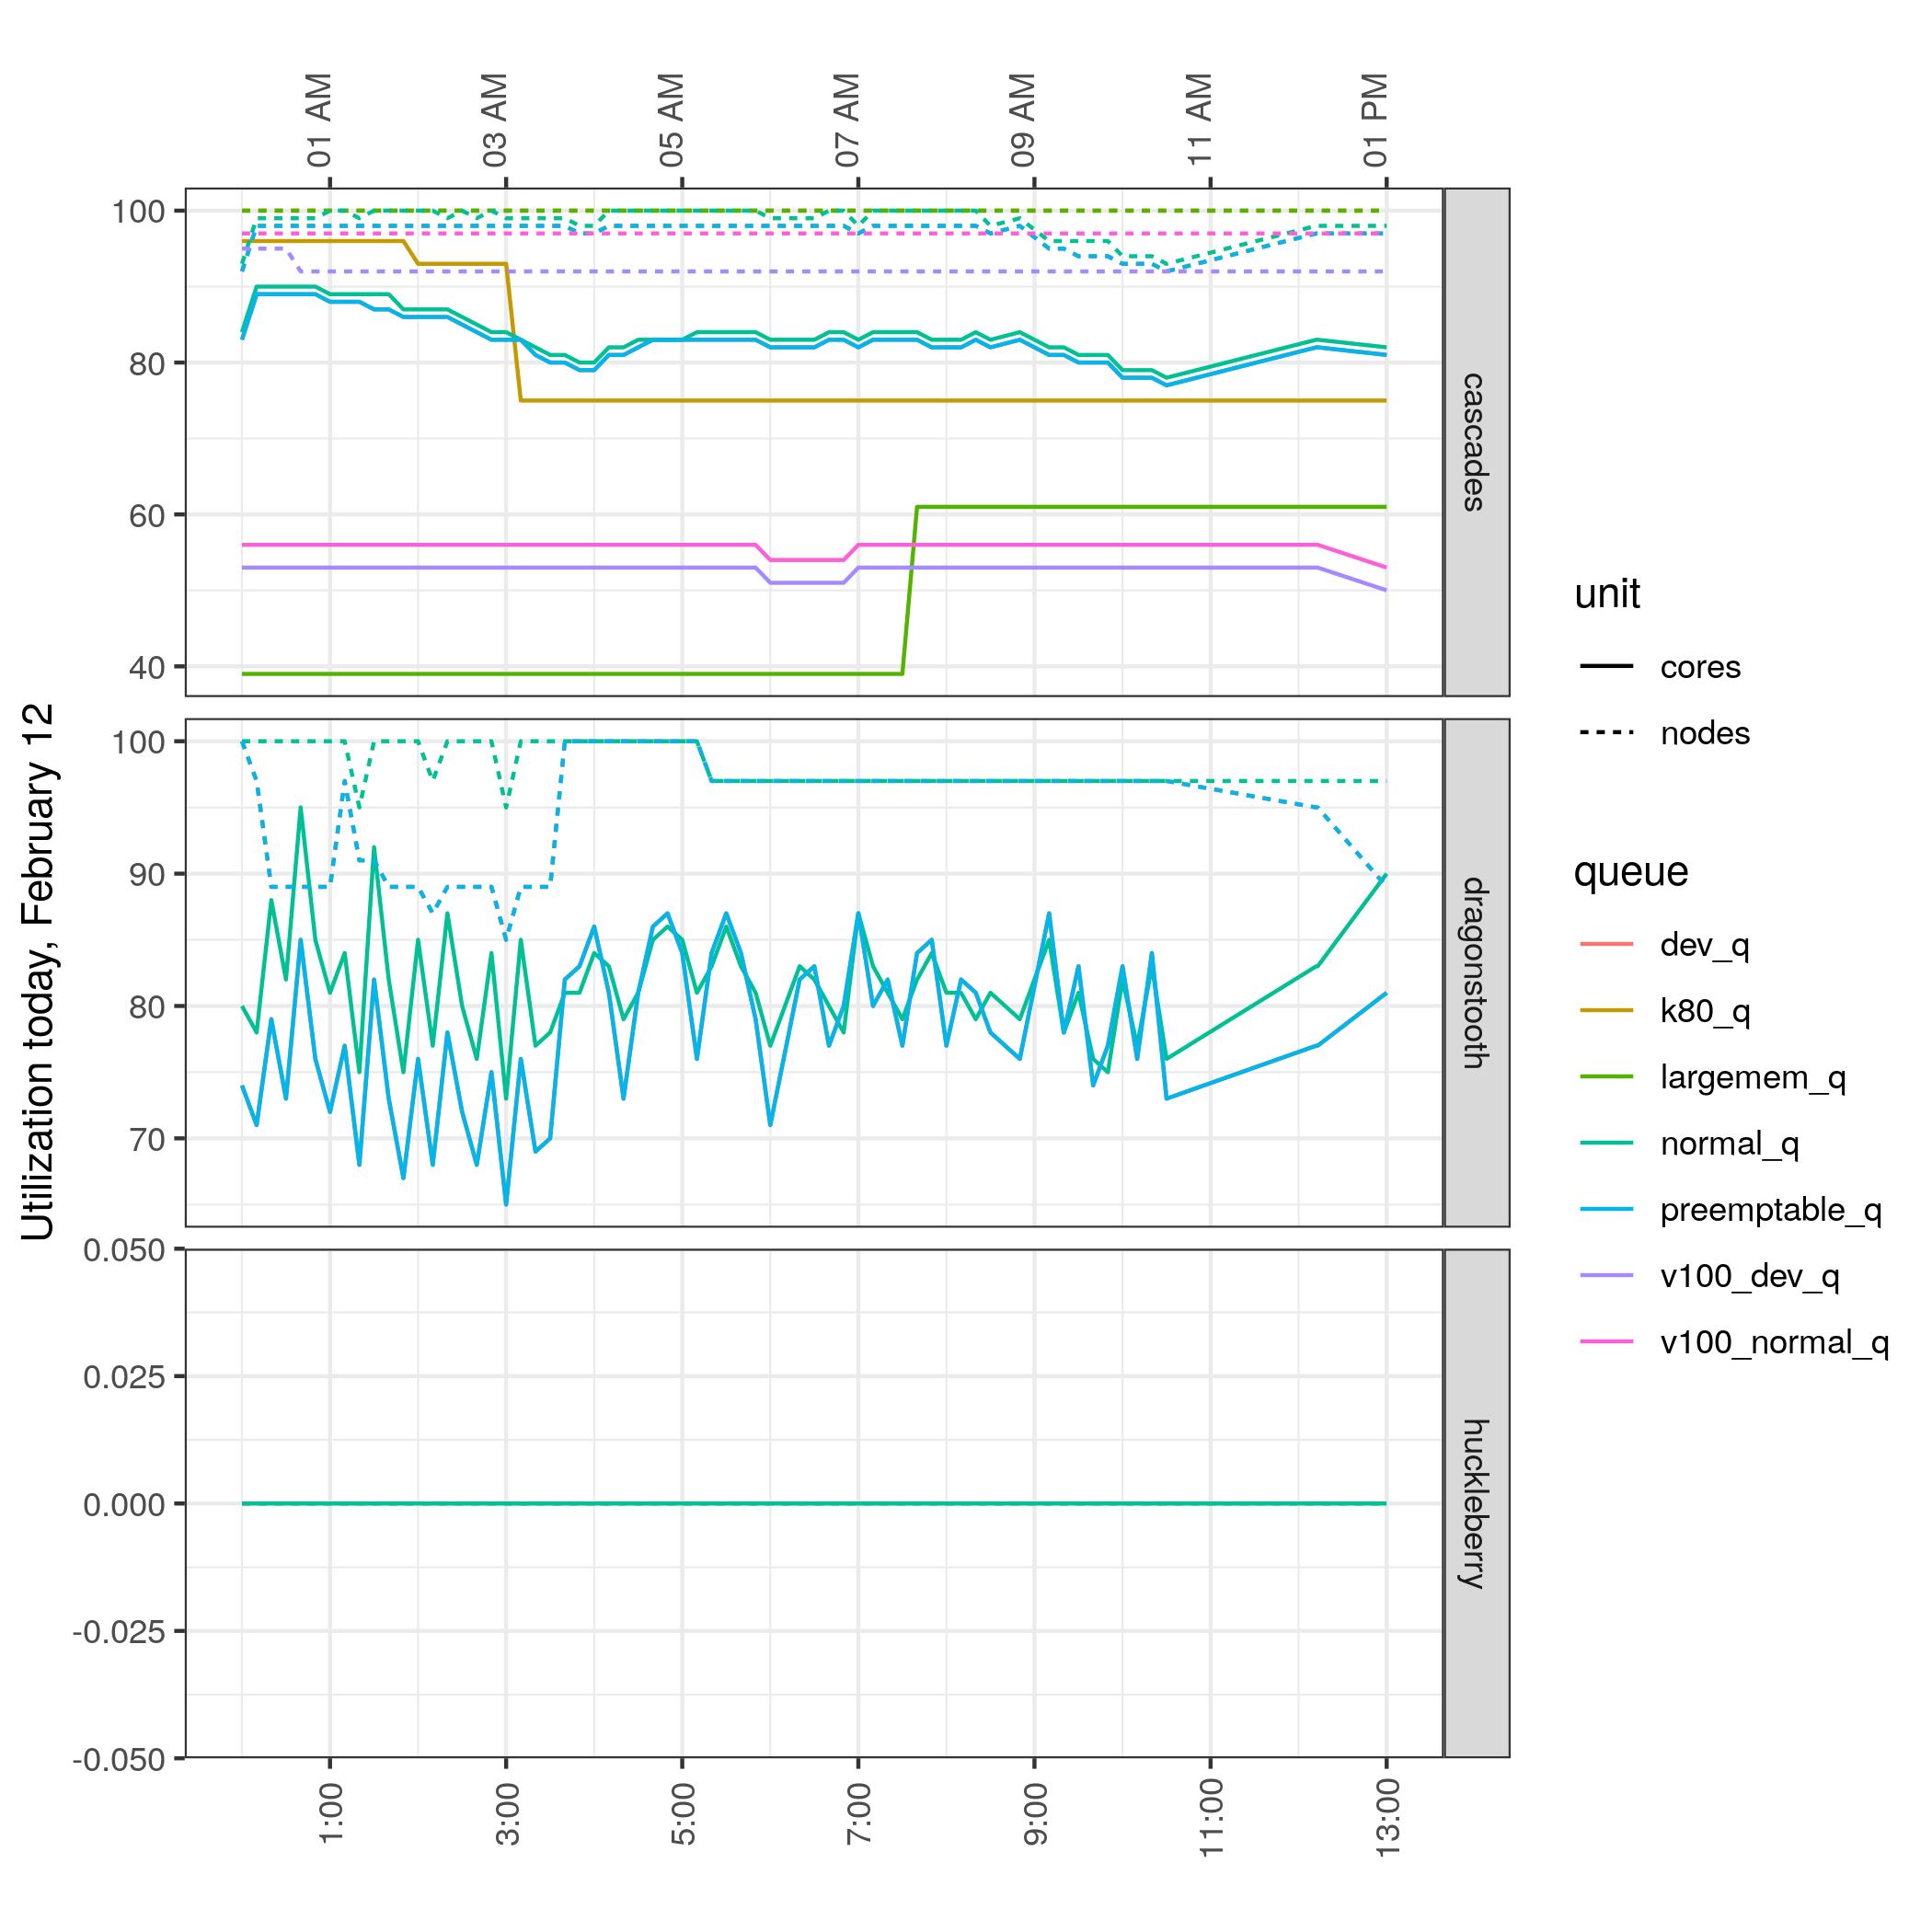 01 AM
03 AM
05 AM
07 AM
09 AM
11 AM
01 PM
Utilization today, February 12
100
80
60
40
cascades
100
90
80
70
dragonstooth
0.050
0.025
0.000
-0.025
-0.050
huckleberry
1:00
3:00
5:00
7:00
9:00
11:00
13:00
unit
cores
nodes
queue
dev_q
k80_q
largemem_q
normal_q
preemptable_q
v100_dev_q
v100_normal_q